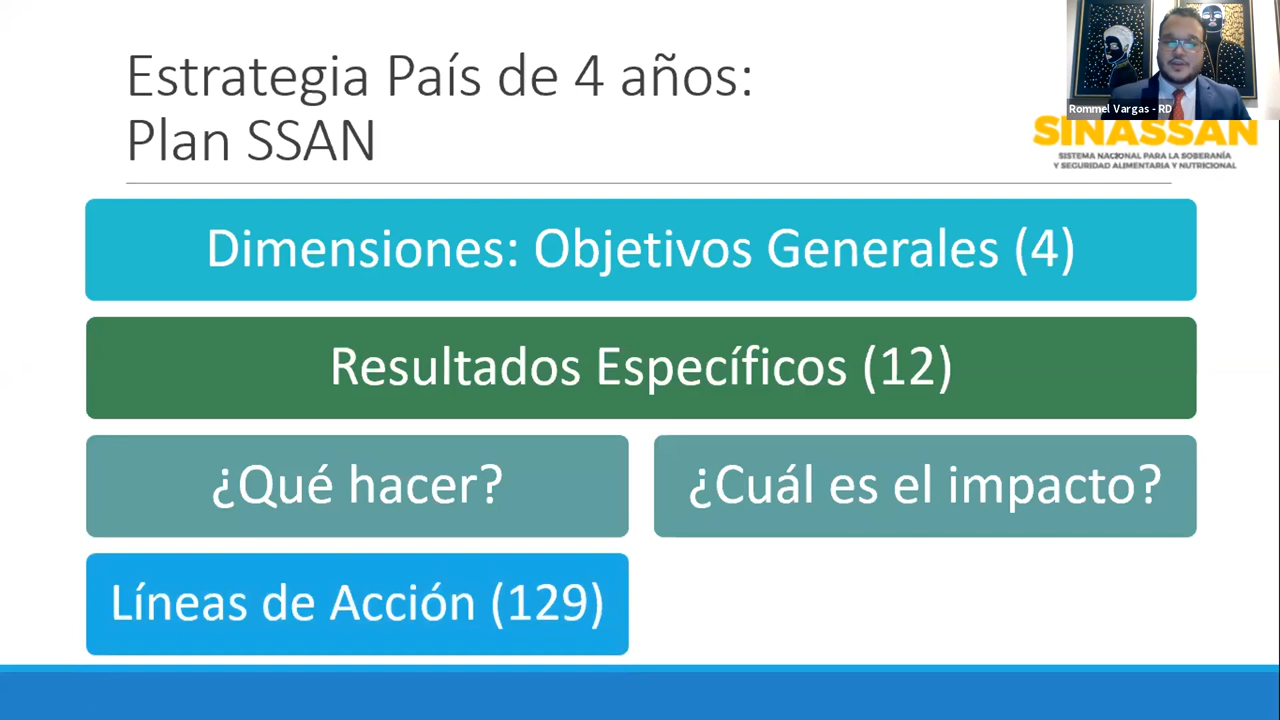 Estrategia País de 4 años:
Plan SSAN
Rommel Vargas - RD
SINASSAN
SISTEMA NACIONAL PARA LA SOBERANÍA
Y SEGURIDAD ALIMENTARIA Y NUTRICIONAL
Dimensiones: Objetivos Generales (4)
Resultados Específicos (12)
¿Qué hacer?
¿Cuál es el impacto?
Líneas de Acción (129)